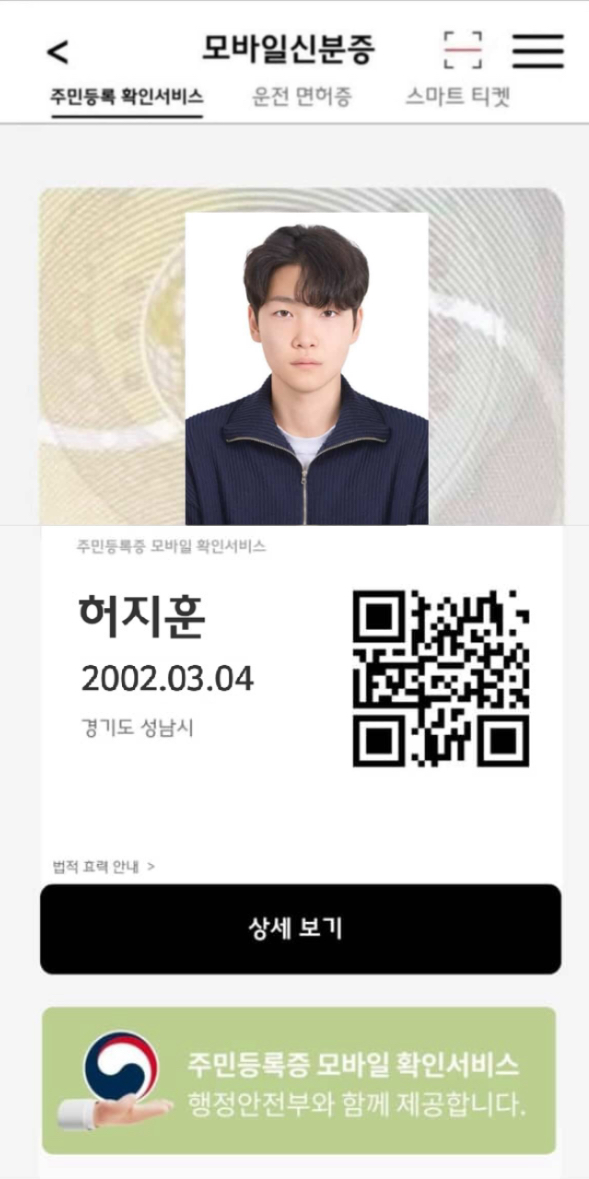 <
모바일신분증
주민등록 확인서비스 운전 면허증 스마트 티켓
주민등록증 모바일 확인서비스
허지훈
2002.03.04
경기도 성남시
법적 효력 안내 >
상세 보기
주민등록증 모바일 확인서비스
행정안전부와 함께 제공합니다.